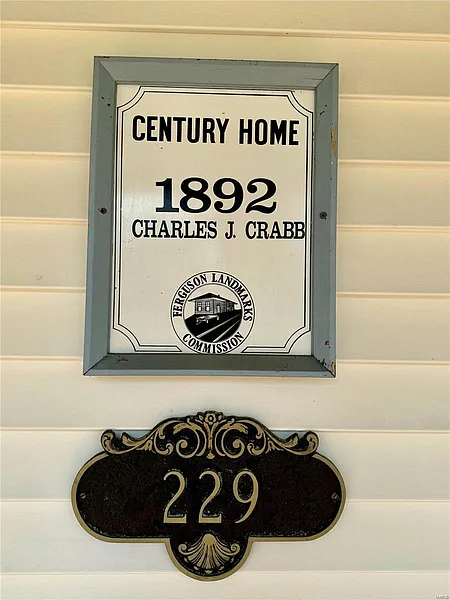 CENTURY HOME
1892
CHARLES J. CRABB
FERGUSON LANDMARKS
COMMISSION
229